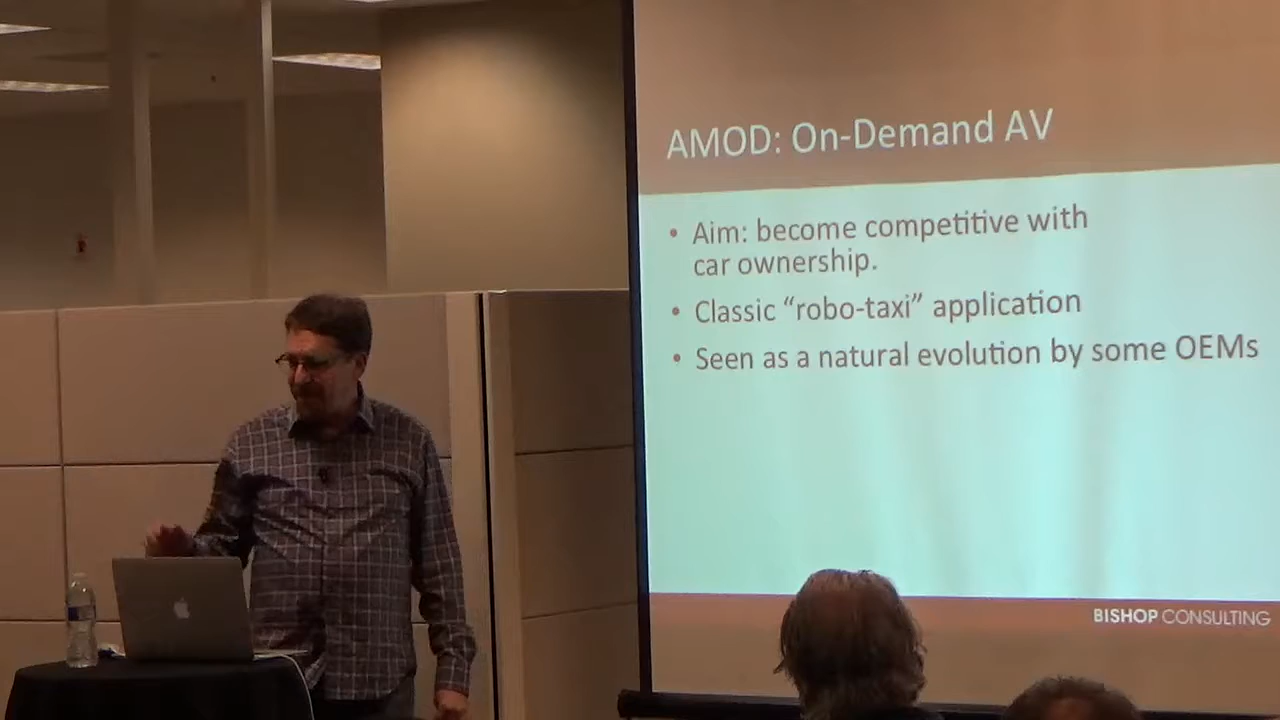 AMOD: On-Demand AV
• Aim: become competitive with
car ownership.
• Classic “robo-taxi” application
• Seen as a natural evolution by some OEMs
BISHOP CONSULTING